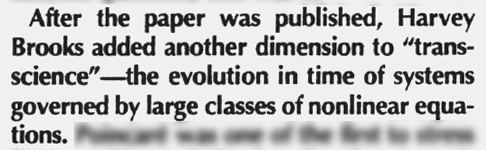 After the paper was published, Harvey
Brooks added another dimension to “trans-
science”—the evolution in time of systems
governed by large classes of nonlinear equa-
tions.